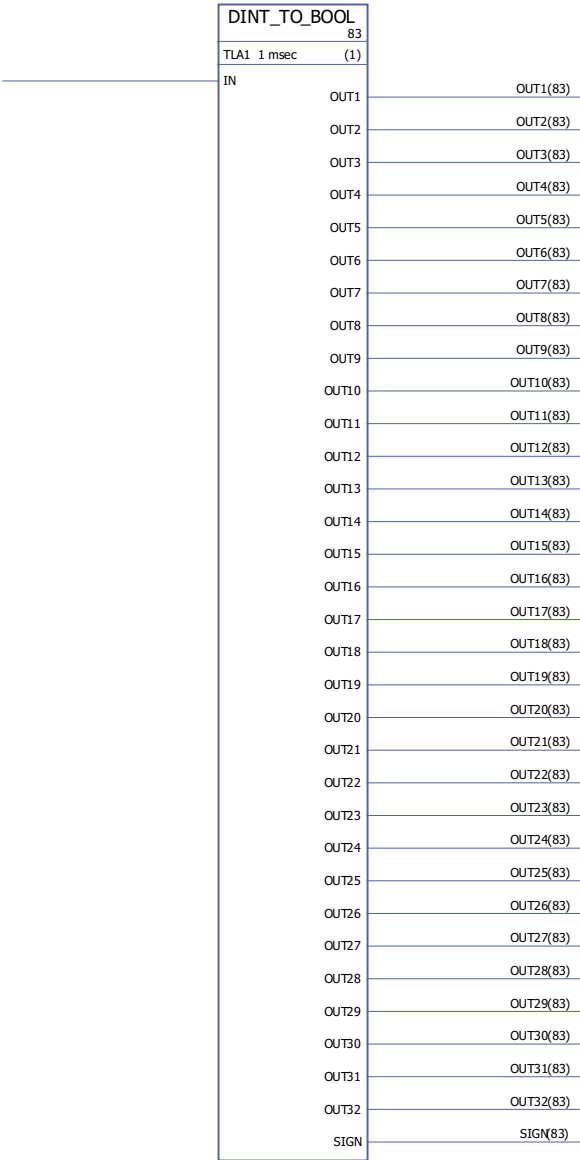 DINT_TO_BOOL
83
TLA1 1 msec (1)
IN
OUT1 OUT1(83)
OUT2 OUT2(83)
OUT3 OUT3(83)
OUT4 OUT4(83)
OUT5 OUT5(83)
OUT6 OUT6(83)
OUT7 OUT7(83)
OUT8 OUT8(83)
OUT9 OUT9(83)
OUT10 OUT10(83)
OUT11 OUT11(83)
OUT12 OUT12(83)
OUT13 OUT13(83)
OUT14 OUT14(83)
OUT15 OUT15(83)
OUT16 OUT16(83)
OUT17 OUT17(83)
OUT18 OUT18(83)
OUT19 OUT19(83)
OUT20 OUT20(83)
OUT21 OUT21(83)
OUT22 OUT22(83)
OUT23 OUT23(83)
OUT24 OUT24(83)
OUT25 OUT25(83)
OUT26 OUT26(83)
OUT27 OUT27(83)
OUT28 OUT28(83)
OUT29 OUT29(83)
OUT30 OUT30(83)
OUT31 OUT31(83)
OUT32 OUT32(83)
SIGN SIGN(83)